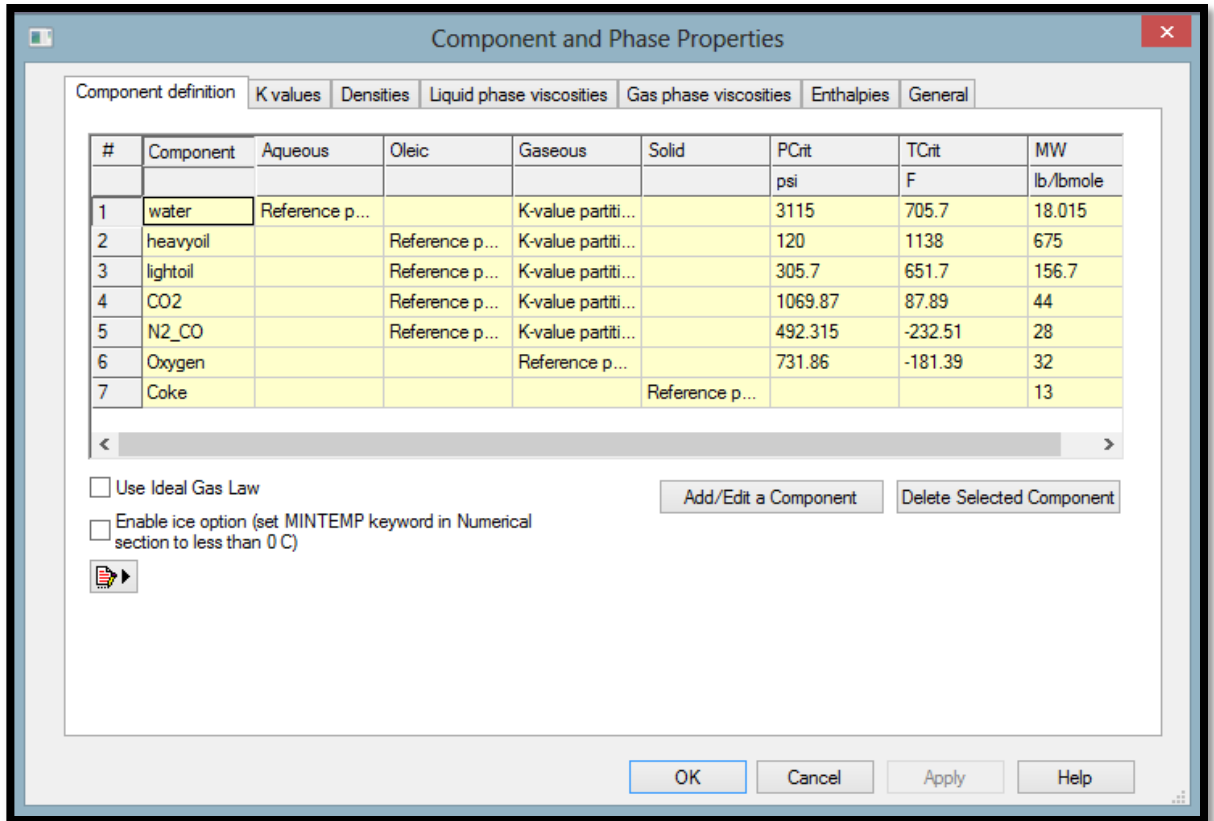 Component and Phase Properties
Component definition K values Densities Liquid phase viscosities Gas phase viscosities Enthalpies General
# Component Aqueous Oleic Gaseous Solid PCrit TCrit MW
psi F lb/lbmole
1 water Reference p... K-value partiti... 3115 705.7 18.015
2 heavyoil Reference p... K-value partiti... 120 1138 675
3 lightoil Reference p... K-value partiti... 305.7 651.7 156.7
4 CO2 Reference p... K-value partiti... 1069.87 87.89 44
5 N2_CO Reference p... K-value partiti... 492.315 -232.51 28
6 Oxygen Reference p... 731.86 -181.39 32
7 Coke Reference p... 13
Use Ideal Gas Law
Add/Edit a Component Delete Selected Component
Enable ice option (set MINTEMP keyword in Numerical
section to less than 0 C)
OK Cancel Apply Help